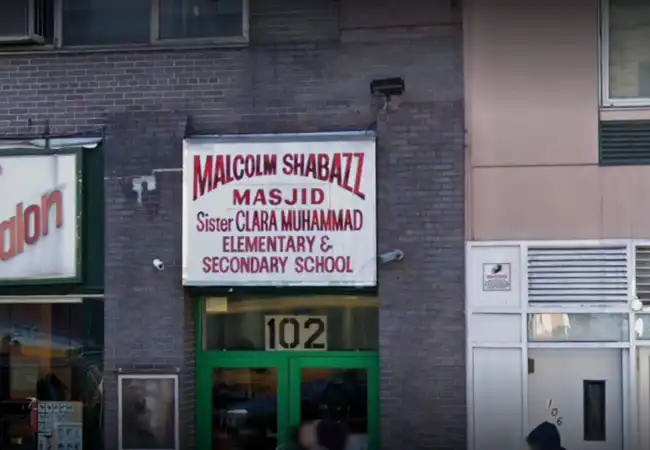 MALCOLM SHABAZZ
MASJID
Sister CLARA MUHAMMAD
ELEMENTARY &
SECONDARY SCHOOL
102
106